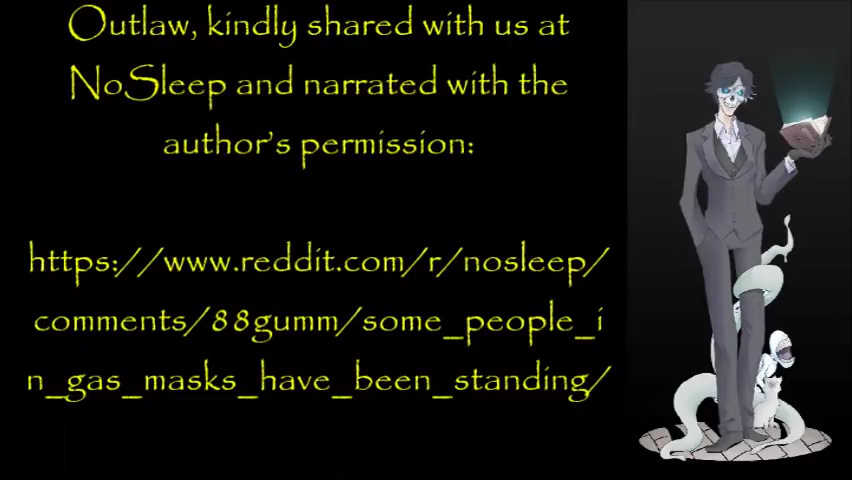 Outlaw, kindly shared with us at
NoSleep and narrated with the
author's permission:
https://www.reddit.com/r/nosleep/
comments/88gumm/some_people_i
n_gas_masks_have_been_standing/